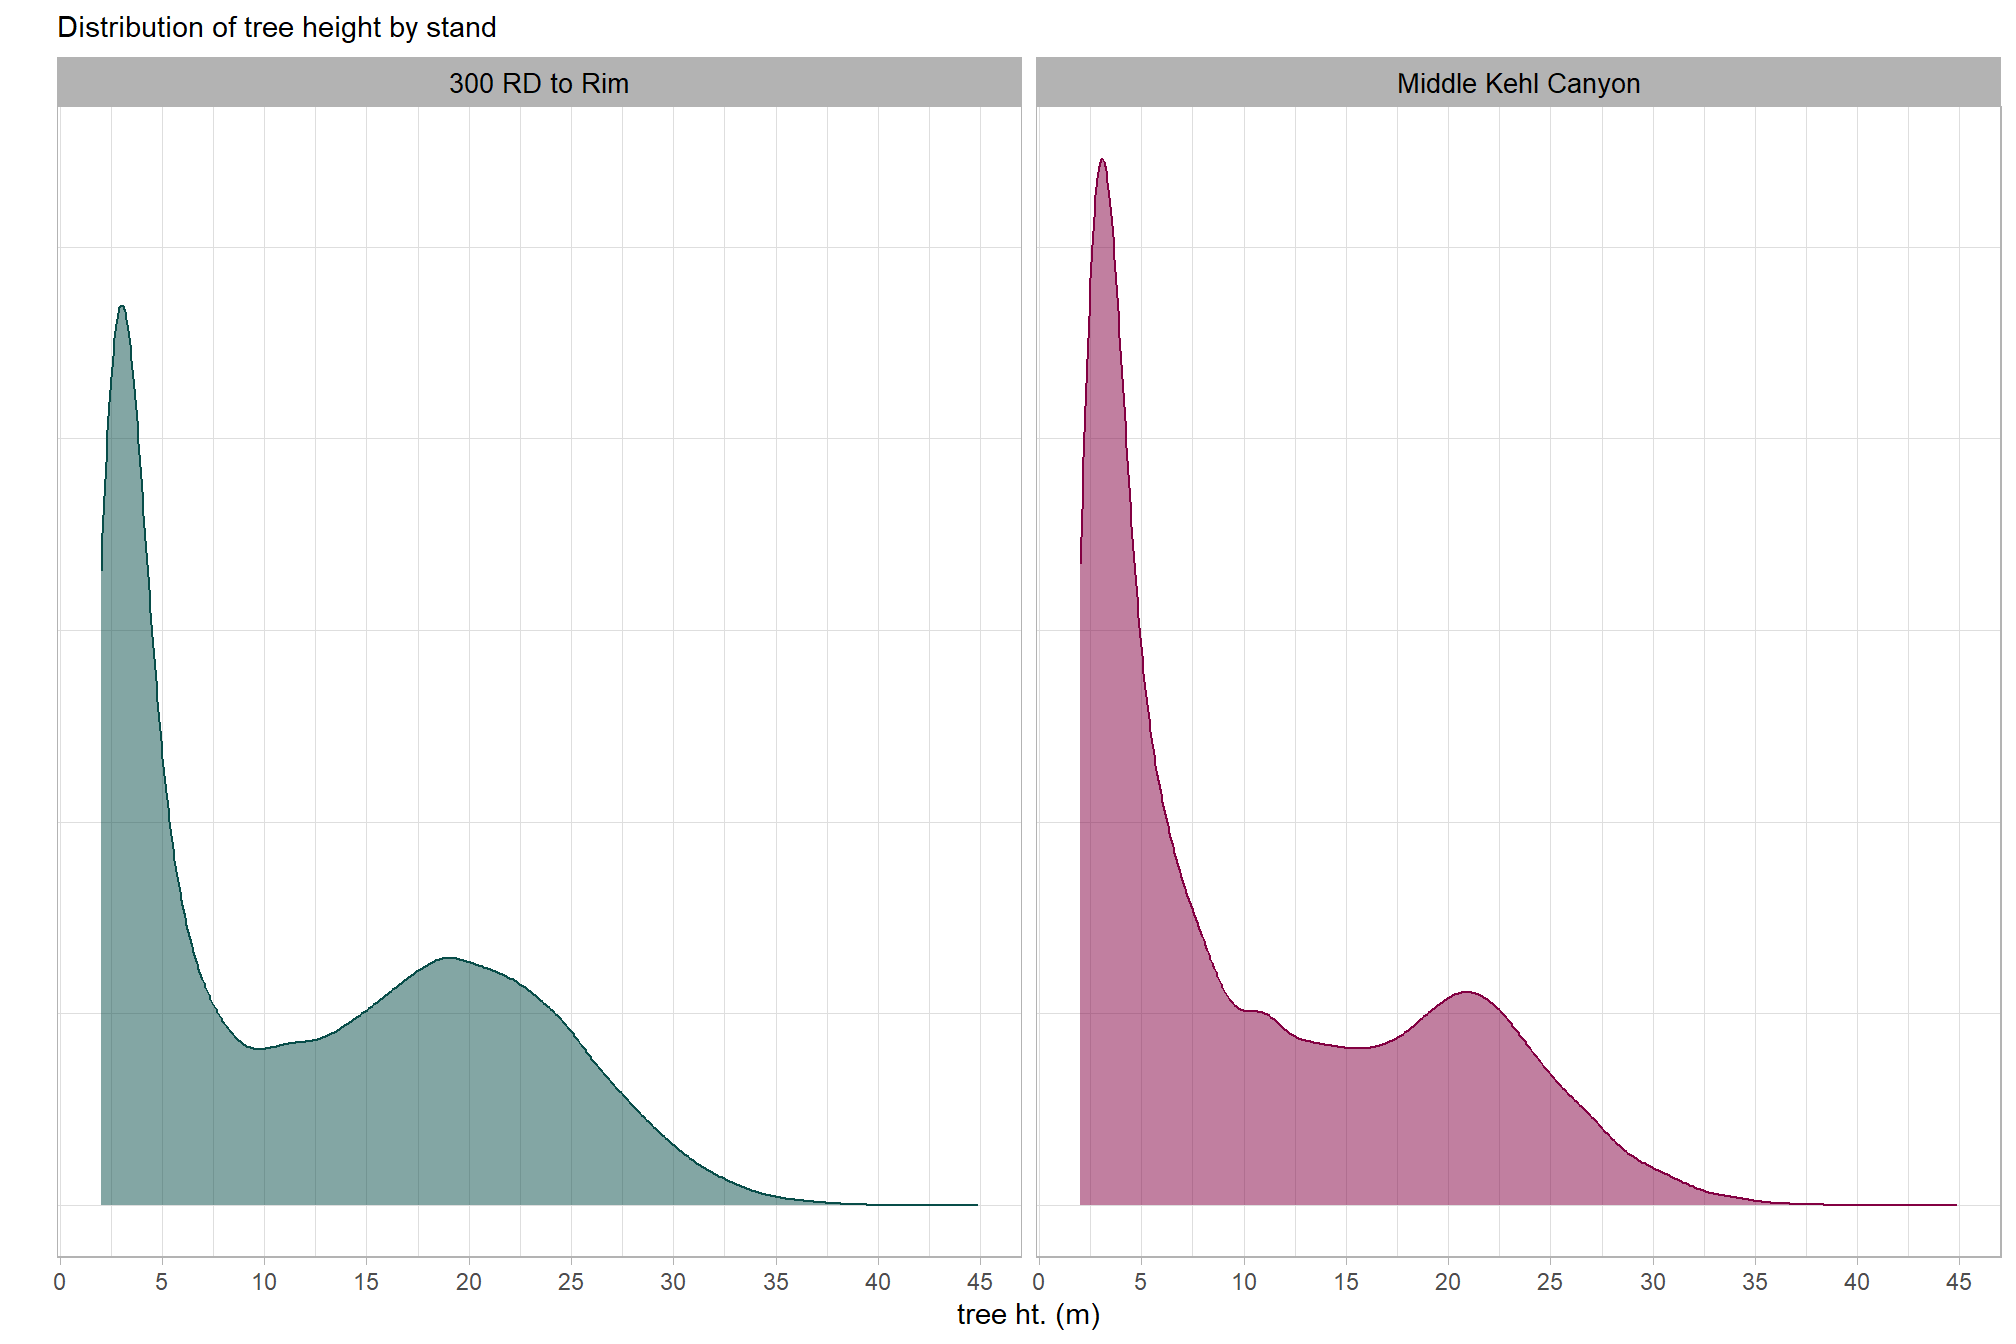 Distribution of tree height by stand
300 RD to Rim
Middle Kehl Canyon
0 5 10 15 20 25 30 35 40 45
0 5 10 15 20 25 30 35 40 45
tree ht. (m)